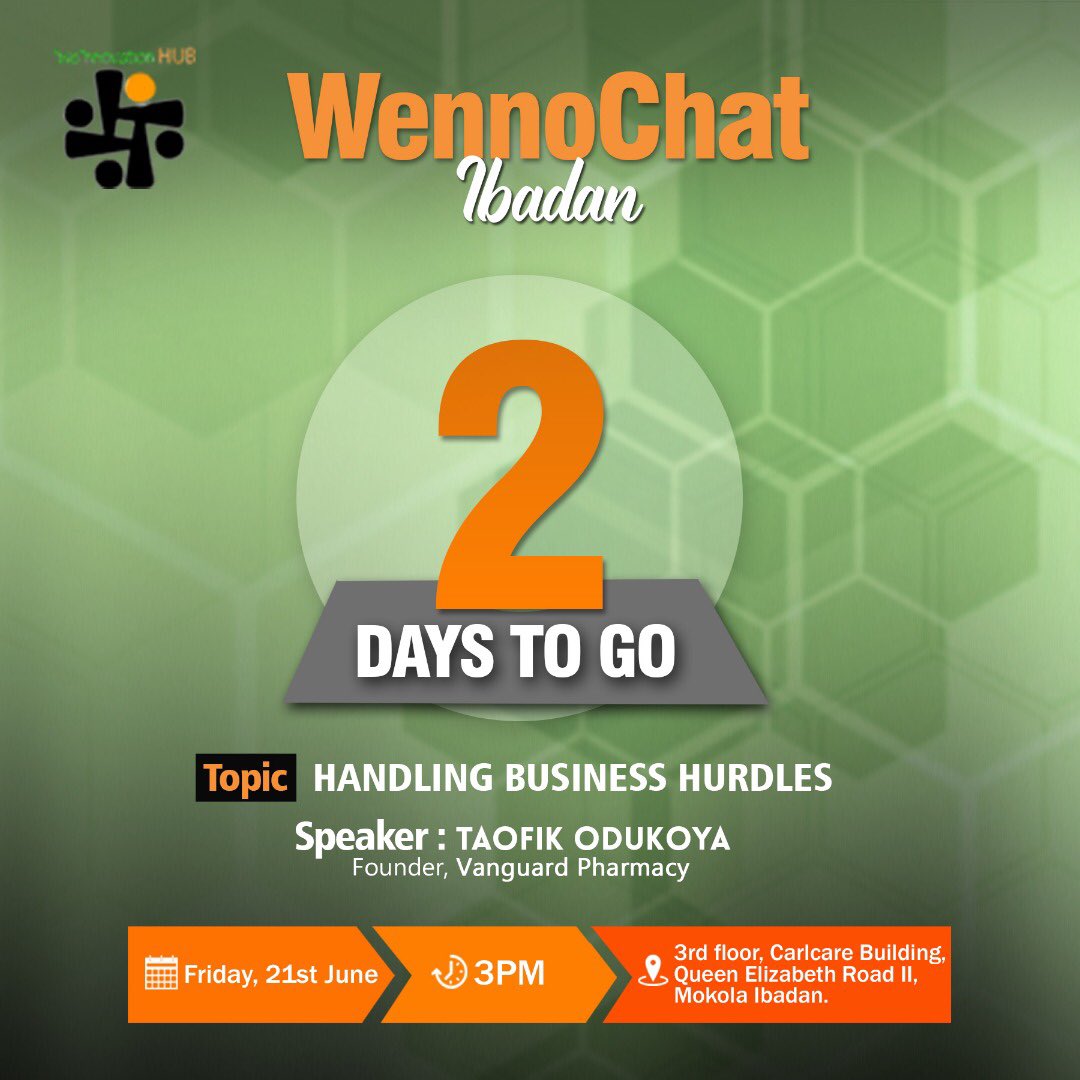 HUB
WennoChat
Ibadan
2
DAYS TO GO
Topic HANDLING BUSINESS HURDLES
Speaker : TAOFIK ODUKOYA
Founder, Vanguard Pharmacy
Friday, 21st June
3PM
3rd floor, Carlcare Building,
Queen Elizabeth Road II,
Mokola Ibadan.